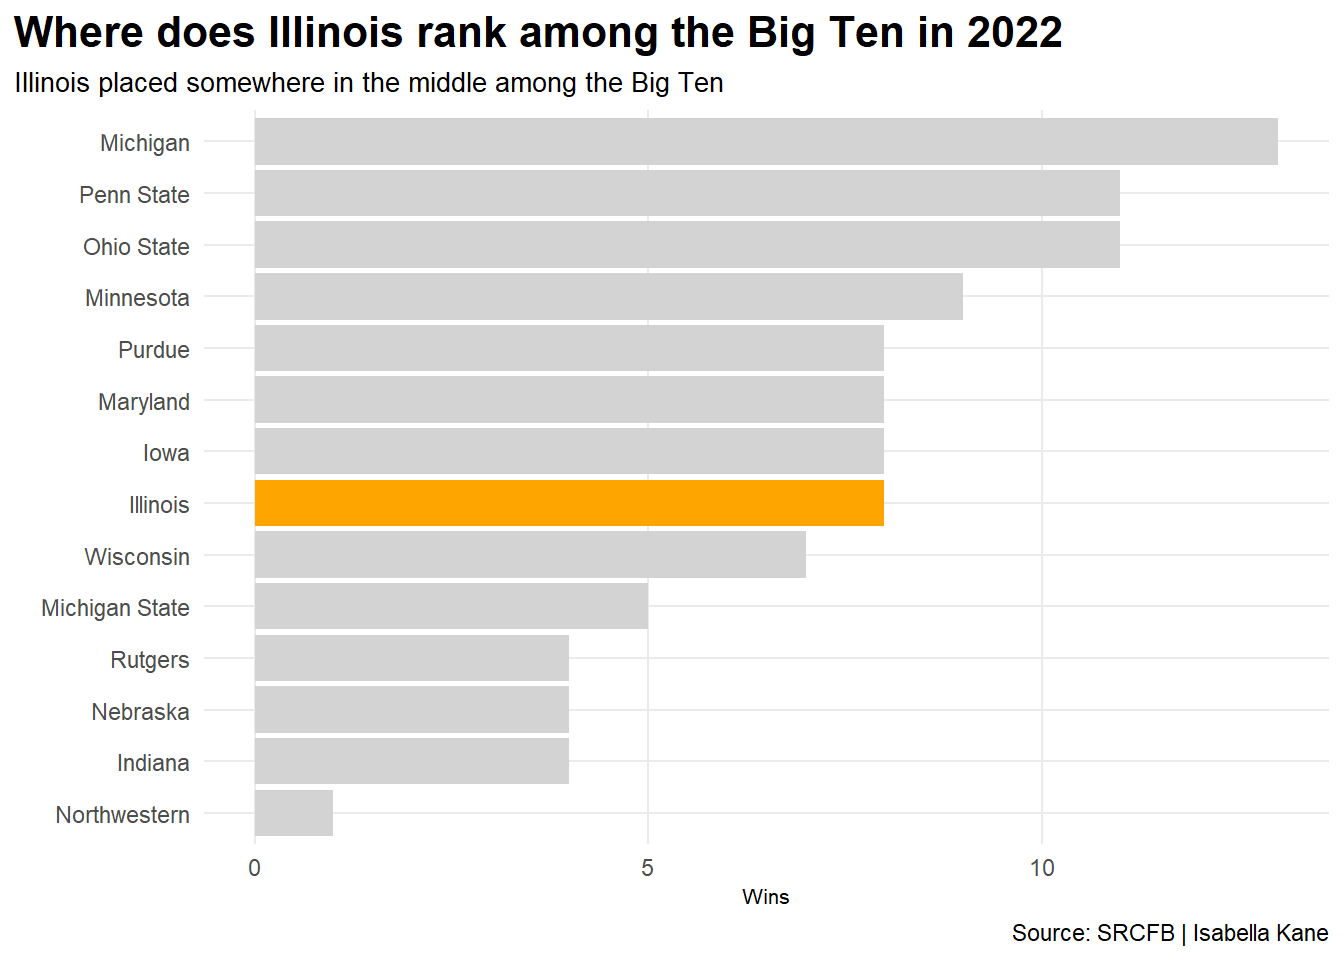 Where does Illinois rank among the Big Ten in 2022
Illinois placed somewhere in the middle among the Big Ten
Michigan
Penn State
Ohio State
Minnesota
Purdue
Maryland
Iowa
Illinois
Wisconsin
Michigan State
Rutgers
Nebraska
Indiana
Northwestern
0 5 10
Wins
Source: SRCFB | Isabella Kane